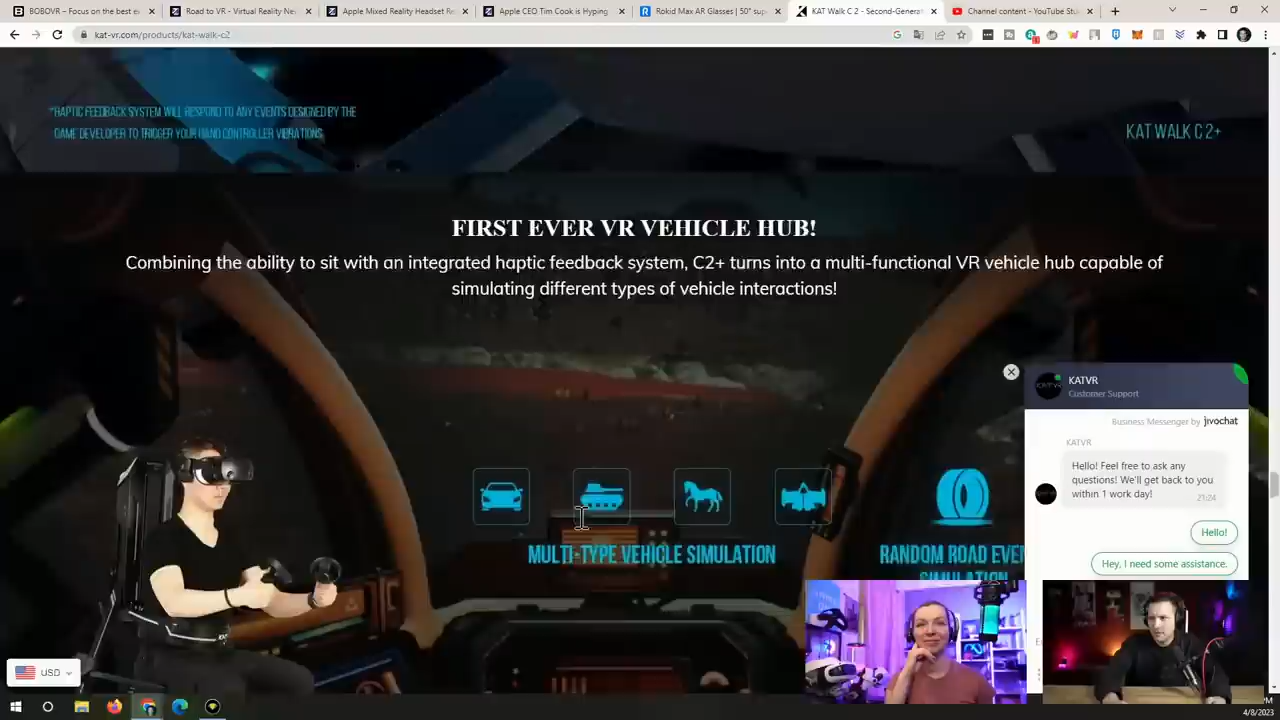 BOBOVR – Focus on the best e
Road to VR - Virtual Reality Ne
Apple Mixed Reality Headset Re
Apple CEO Tim Cook is Hyping
Rokid Max AR Glasses | 50° sup
KAT Walk C 2 - Second-Generat
Channel content - YouTube Stu
kat-vr.com/products/kat-walk-c2
*HAPTIC FEEDBACK SYSTEM WILL RESPOND TO ANY EVENTS DESIGNED BY THE
GAME DEVELOPER TO TRIGGER YOUR HAND CONTROLLER VIBRATIONS
KAT WALK C 2+
FIRST EVER VR VEHICLE HUB!
Combining the ability to sit with an integrated haptic feedback system, C2+ turns into a multi-functional VR vehicle hub capable of
simulating different types of vehicle interactions!
KATVR
Customer Support
Business Messenger by jivochat
KATVR
Hello! Feel free to ask any
questions! We'll get back to you
within 1 work day!
21:24
Hello!
Hey, I need some assistance.
MULTI-TYPE VEHICLE SIMULATION
RANDOM ROAD EVEN
SIMULATION
USD
PM
4/8/2023